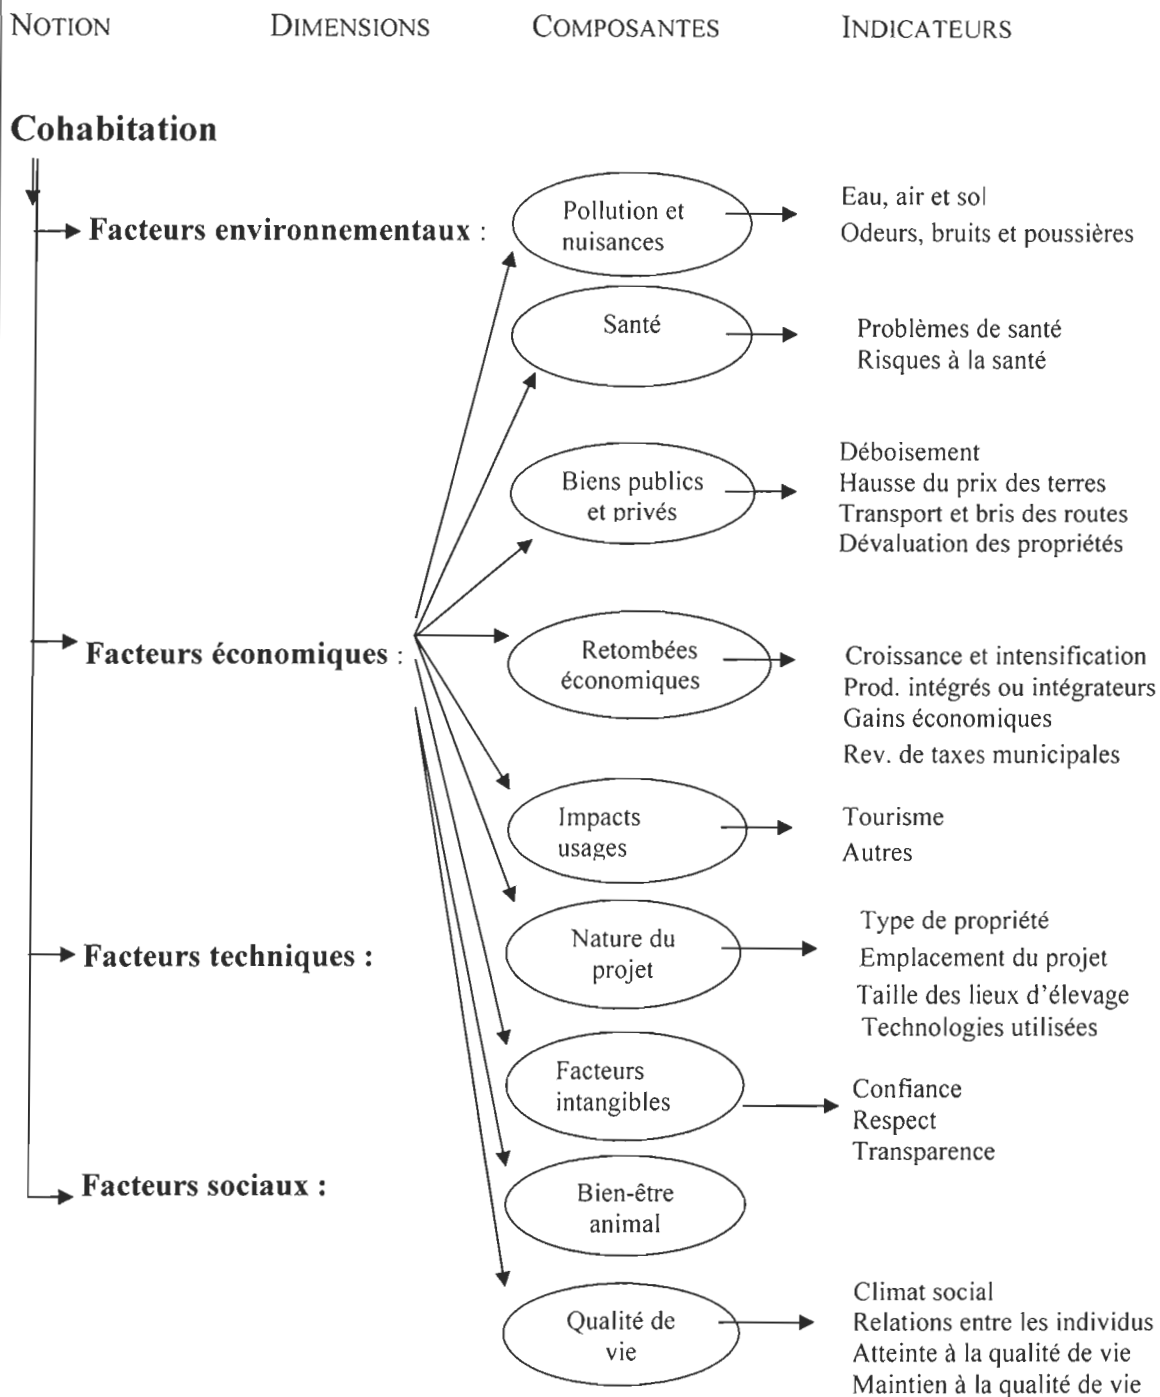 NOTION DIMENSIONS COMPOSANTES INDICATEURS
Cohabitation
Facteurs environnementaux :
Pollution et
nuisances
Eau, air et sol
Odeurs, bruits et poussières
Santé
Problèmes de santé
Risques à la santé
Biens publics
et privés
Déboisement
Hausse du prix des terres
Transport et bris des routes
Dévaluation des propriétés
Facteurs économiques :
Retombées
économiques
Croissance et intensification
Prod. intégrés ou intégrateurs
Gains économiques
Rev. de taxes municipales
Impacts
usages
Tourisme
Autres
Facteurs techniques :
Nature du
projet
Type de propriété
Emplacement du projet
Taille des lieux d'élevage
Technologies utilisées
Facteurs
intangibles
Confiance
Respect
Transparence
Facteurs sociaux :
Bien-être
animal
Qualité de
vie
Climat social
Relations entre les individus
Atteinte à la qualité de vie
Maintien à la qualité de vie